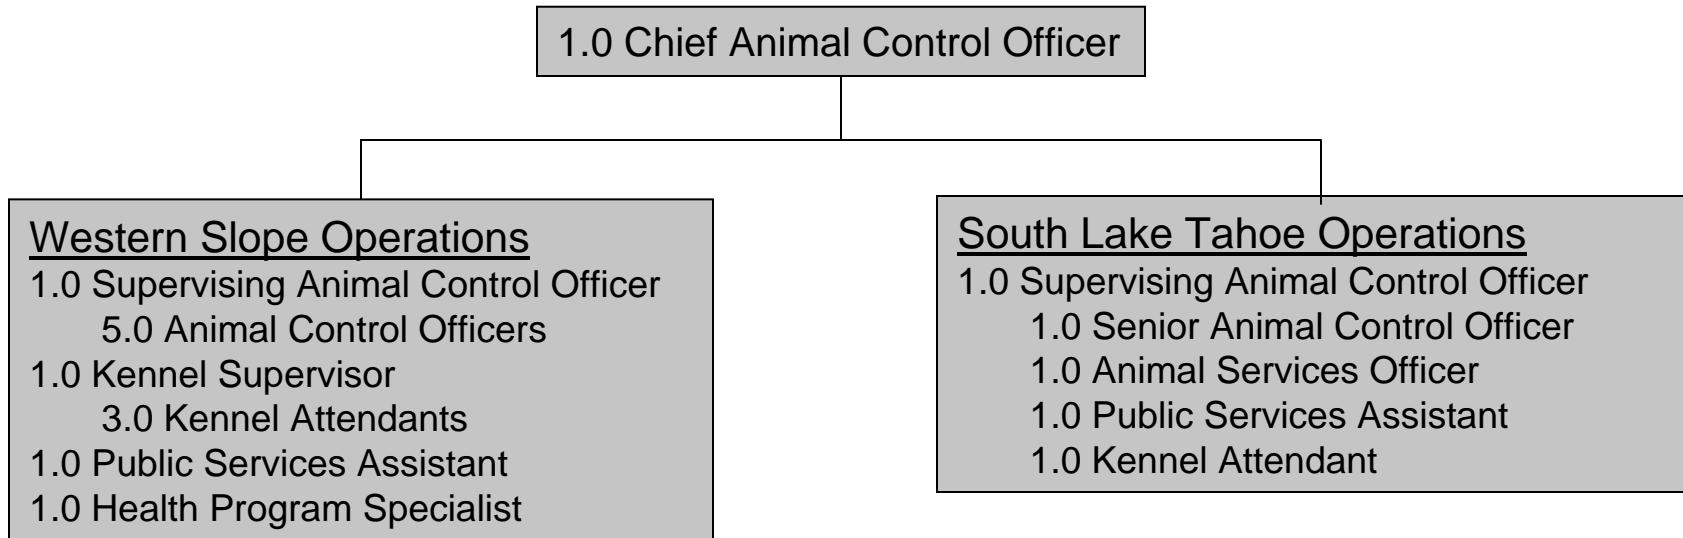 1.0 Chief Animal Control Officer
Western Slope Operations
1.0 Supervising Animal Control Officer
5.0 Animal Control Officers
1.0 Kennel Supervisor
3.0 Kennel Attendants
1.0 Public Services Assistant
1.0 Health Program Specialist
South Lake Tahoe Operations
1.0 Supervising Animal Control Officer
1.0 Senior Animal Control Officer
1.0 Animal Services Officer
1.0 Public Services Assistant
1.0 Kennel Attendant